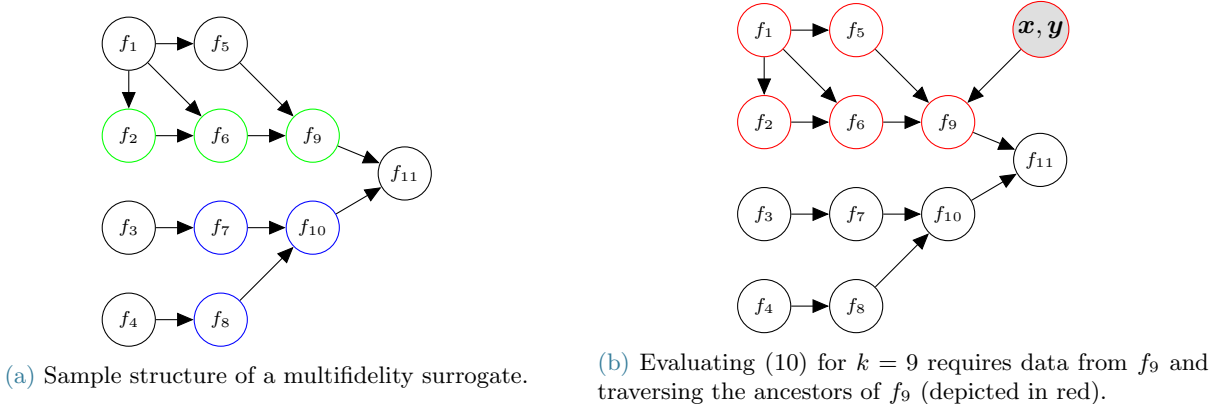 f₁ f₅
f₂ f₆ f₉
f₁₁
f₃ f₇ f₁₀
f₄ f₈
(a) Sample structure of a multifidelity surrogate.
f₁ f₅ x, y
f₂ f₆ f₉
f₁₁
f₃ f₇ f₁₀
f₄ f₈
(b) Evaluating (10) for k = 9 requires data from f₉ and
traversing the ancestors of f₉ (depicted in red).